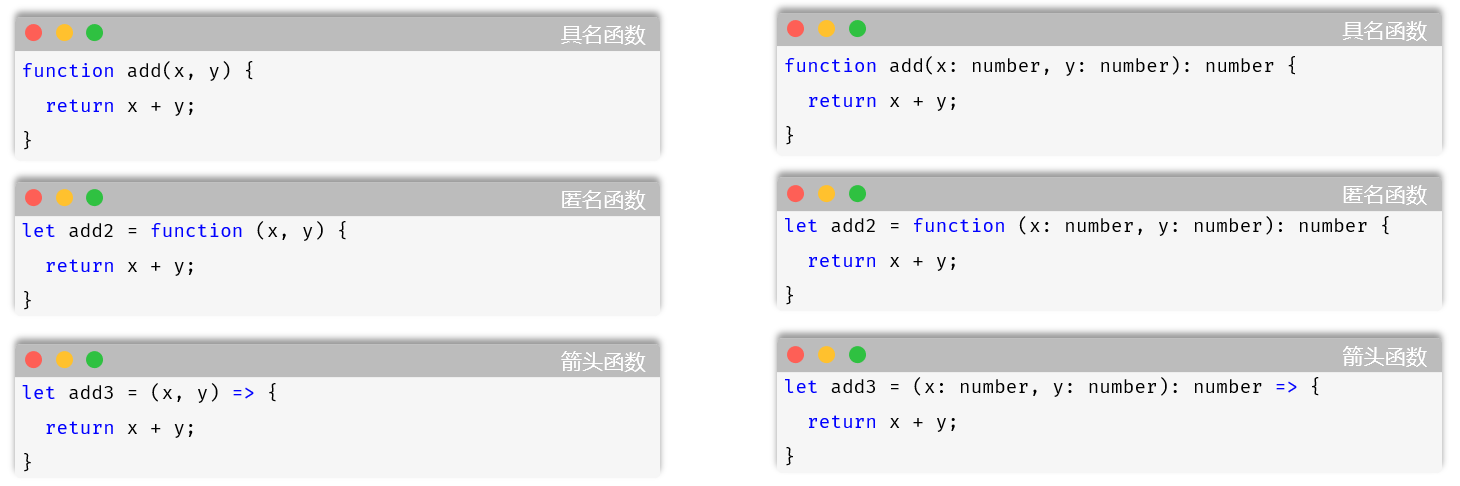 具名函数
function add(x, y) {
  return x + y;
}
匿名函数
let add2 = function (x, y) {
  return x + y;
}
箭头函数
let add3 = (x, y) => {
  return x + y;
}
具名函数
function add(x: number, y: number): number {
  return x + y;
}
匿名函数
let add2 = function (x: number, y: number): number {
  return x + y;
}
箭头函数
let add3 = (x: number, y: number): number => {
  return x + y;
}